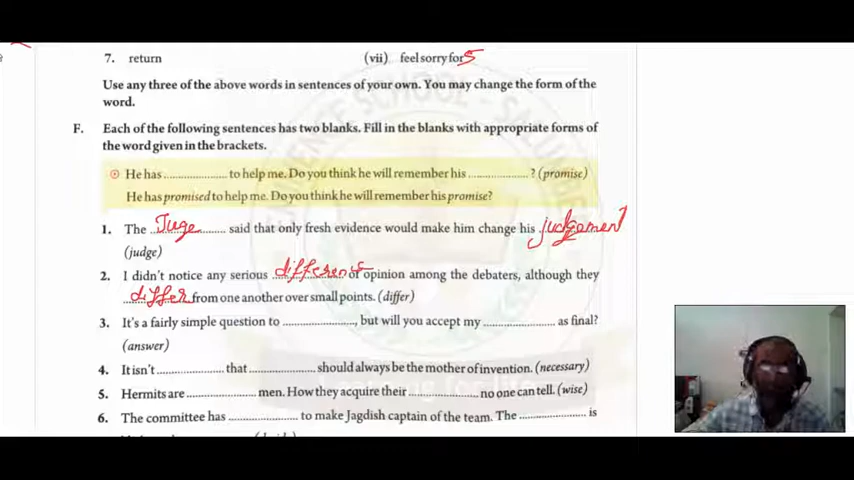 7. return (vii) feel sorry for 5
Use any three of the above words in sentences of your own. You may change the form of the
word.
F. Each of the following sentences has two blanks. Fill in the blanks with appropriate forms of
the word given in the brackets.
He has .................... to help me. Do you think he will remember his .................... ? (promise)
He has promised to help me. Do you think he will remember his promise?
1. The Juge said that only fresh evidence would make him change his judgement
(judge)
2. I didn't notice any serious different of opinion among the debaters, although they
differ from one another over small points. (differ)
3. It's a fairly simple question to ...................., but will you accept my .................... as final?
(answer)
4. It isn't .................... that .................... should always be the mother of invention. (necessary)
5. Hermits are .................... men. How they acquire their .................... no one can tell. (wise)
6. The committee has .................... to make Jagdish captain of the team. The .................... is